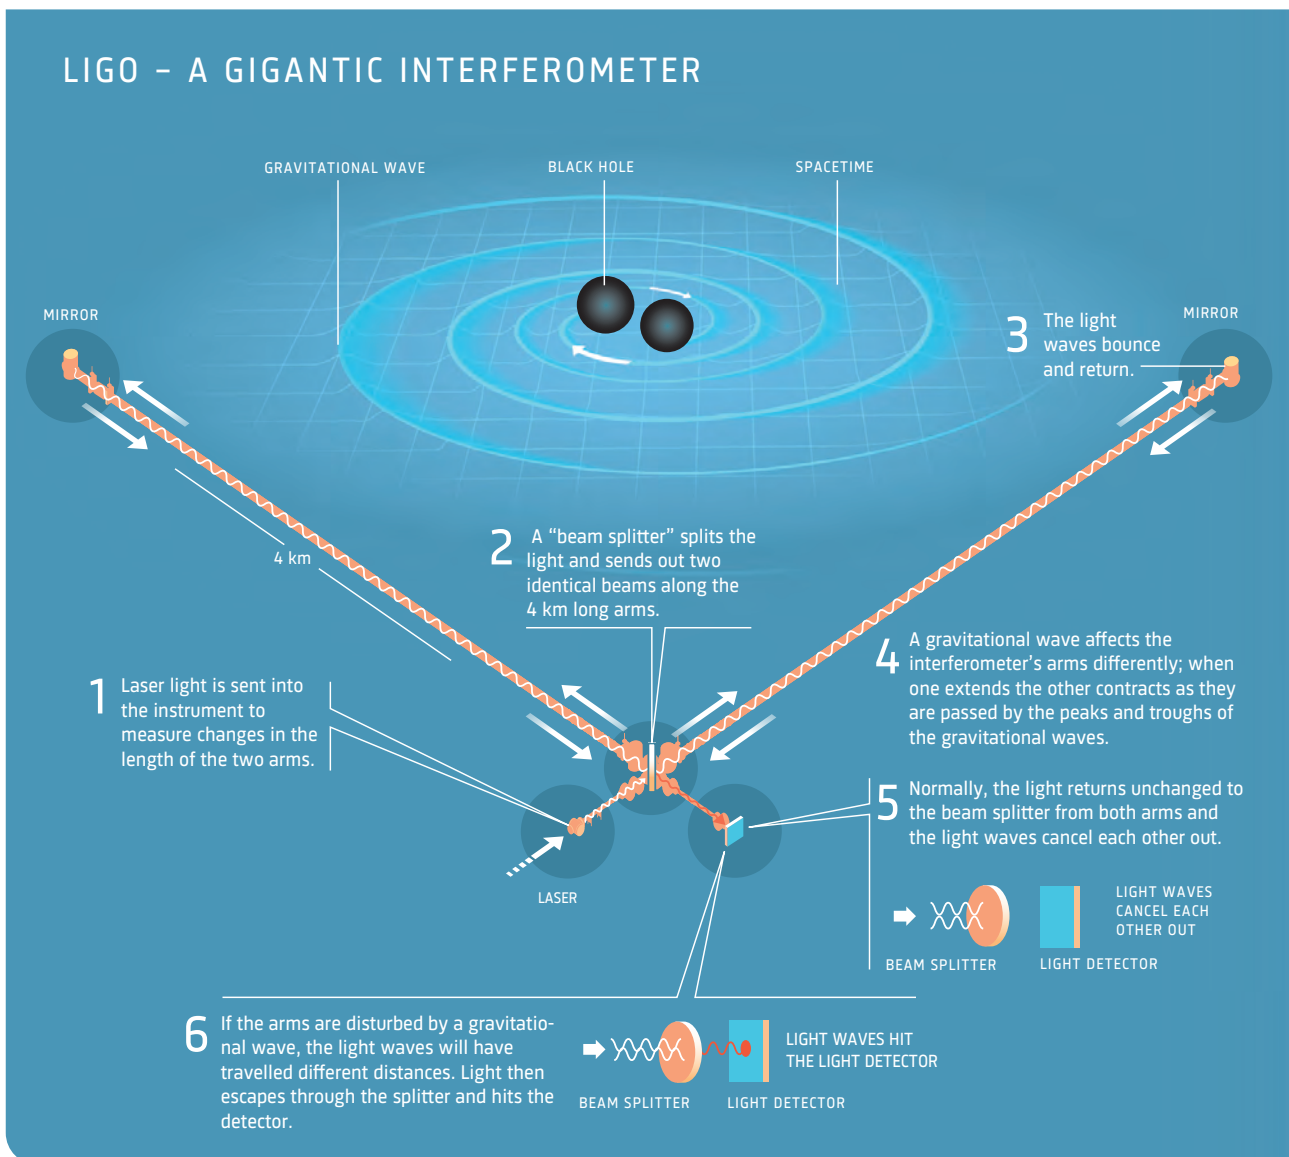 LIGO – A GIGANTIC INTERFEROMETER
GRAVITATIONAL WAVE
BLACK HOLE
SPACETIME
MIRROR
3 The light
waves bounce
and return.
MIRROR
4 km
2 A “beam splitter” splits the
light and sends out two
identical beams along the
4 km long arms.
1 Laser light is sent into
the instrument to
measure changes in the
length of the two arms.
4 A gravitational wave affects the
interferometer’s arms differently; when
one extends the other contracts as they
are passed by the peaks and troughs of
the gravitational waves.
5 Normally, the light returns unchanged to
the beam splitter from both arms and
the light waves cancel each other out.
LASER
LIGHT WAVES
CANCEL EACH
OTHER OUT
BEAM SPLITTER
LIGHT DETECTOR
6 If the arms are disturbed by a gravitatio-
nal wave, the light waves will have
travelled different distances. Light then
escapes through the splitter and hits the
detector.
LIGHT WAVES HIT
THE LIGHT DETECTOR
BEAM SPLITTER
LIGHT DETECTOR